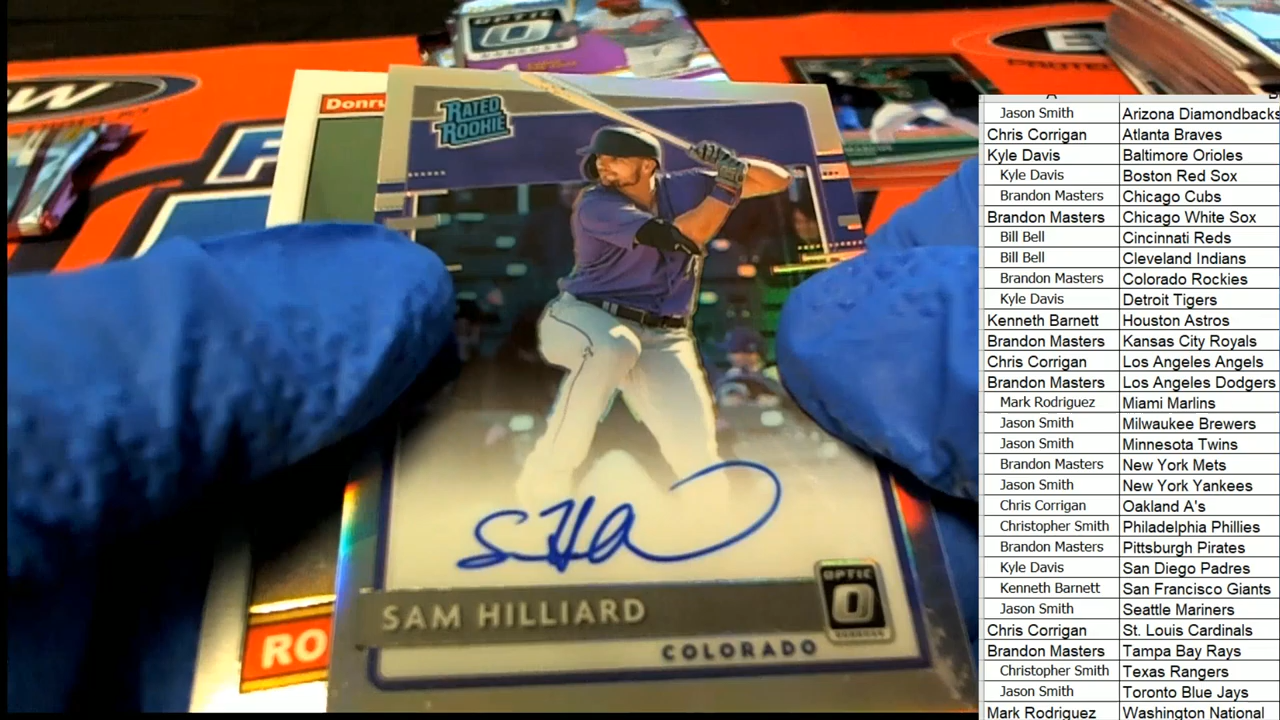 OPTIC
Donru
RATED
ROOKIE
SAM HILLIARD
OPTIC
COLORADO
RO
Jason Smith Arizona Diamondbacks
Chris Corrigan Atlanta Braves
Kyle Davis Baltimore Orioles
Kyle Davis Boston Red Sox
Brandon Masters Chicago Cubs
Brandon Masters Chicago White Sox
Bill Bell Cincinnati Reds
Bill Bell Cleveland Indians
Brandon Masters Colorado Rockies
Kyle Davis Detroit Tigers
Kenneth Barnett Houston Astros
Brandon Masters Kansas City Royals
Chris Corrigan Los Angeles Angels
Brandon Masters Los Angeles Dodgers
Mark Rodriguez Miami Marlins
Jason Smith Milwaukee Brewers
Jason Smith Minnesota Twins
Brandon Masters New York Mets
Jason Smith New York Yankees
Chris Corrigan Oakland A's
Christopher Smith Philadelphia Phillies
Brandon Masters Pittsburgh Pirates
Kyle Davis San Diego Padres
Kenneth Barnett San Francisco Giants
Jason Smith Seattle Mariners
Chris Corrigan St. Louis Cardinals
Brandon Masters Tampa Bay Rays
Christopher Smith Texas Rangers
Jason Smith Toronto Blue Jays
Mark Rodriguez Washington National